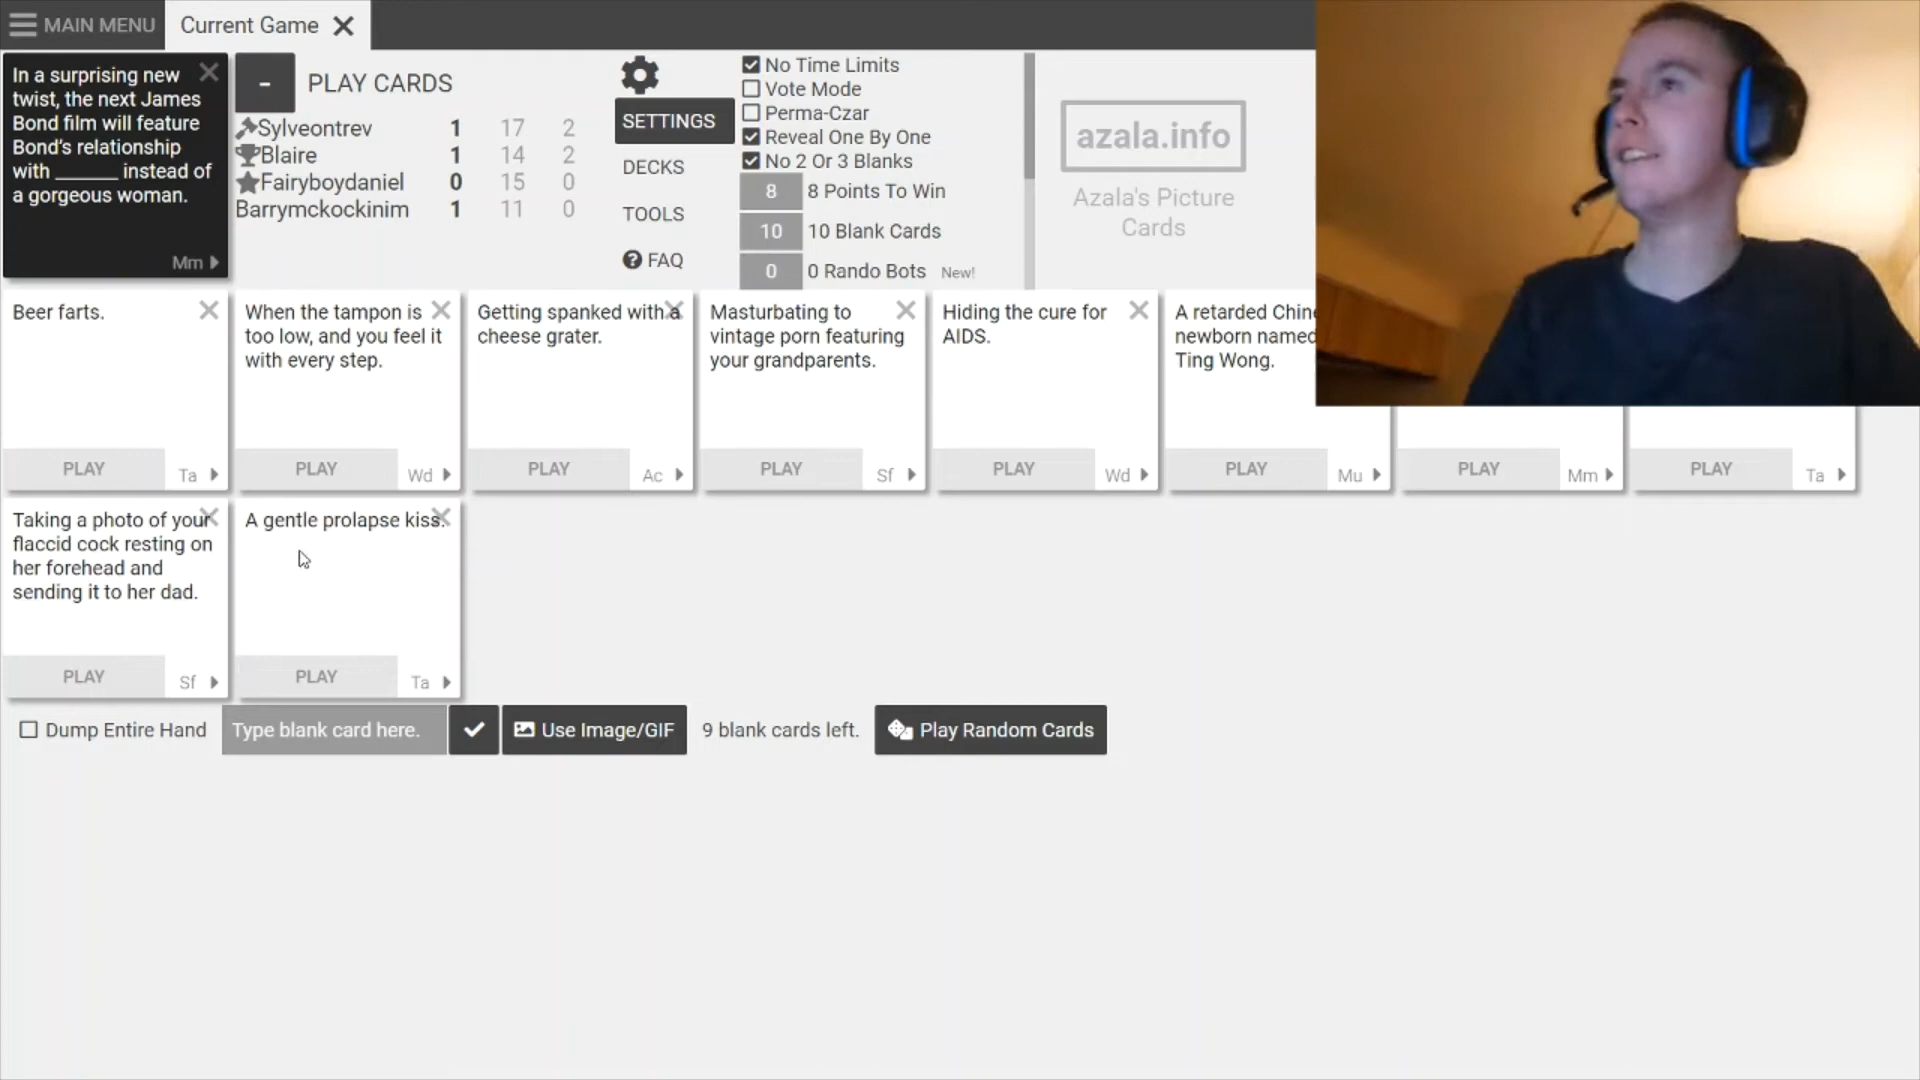 MAIN MENU
Current Game
In a surprising new
twist, the next James
Bond film will feature
Bond's relationship
with ______ instead of
a gorgeous woman.
Mm
-
PLAY CARDS
Sylveontrev 1 17 2
Blaire 1 14 2
Fairyboydaniel 0 15 0
Barrymckockinim 1 11 0
SETTINGS
DECKS
TOOLS
FAQ
No Time Limits
Vote Mode
Perma-Czar
Reveal One By One
No 2 Or 3 Blanks
8 8 Points To Win
10 10 Blank Cards
0 0 Rando Bots New!
azala.info
Azala's Picture
Cards
Beer farts.
PLAY Ta
When the tampon is
too low, and you feel it
with every step.
PLAY Wd
Getting spanked with a
cheese grater.
PLAY Ac
Masturbating to
vintage porn featuring
your grandparents.
PLAY Sf
Hiding the cure for
AIDS.
PLAY Wd
A retarded Chin
newborn named
Ting Wong.
PLAY Mu
PLAY Mm
PLAY Ta
Taking a photo of your
flaccid cock resting on
her forehead and
sending it to her dad.
PLAY Sf
A gentle prolapse kiss.
PLAY Ta
Dump Entire Hand
Type blank card here.
Use Image/GIF
9 blank cards left.
Play Random Cards